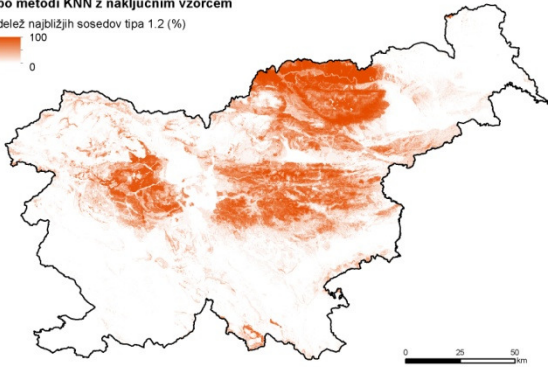 po metodi KNN z naključnim vzorcem
delež najbližjih sosedov tipa 1.2 (%)
100
0
0 25 50
km